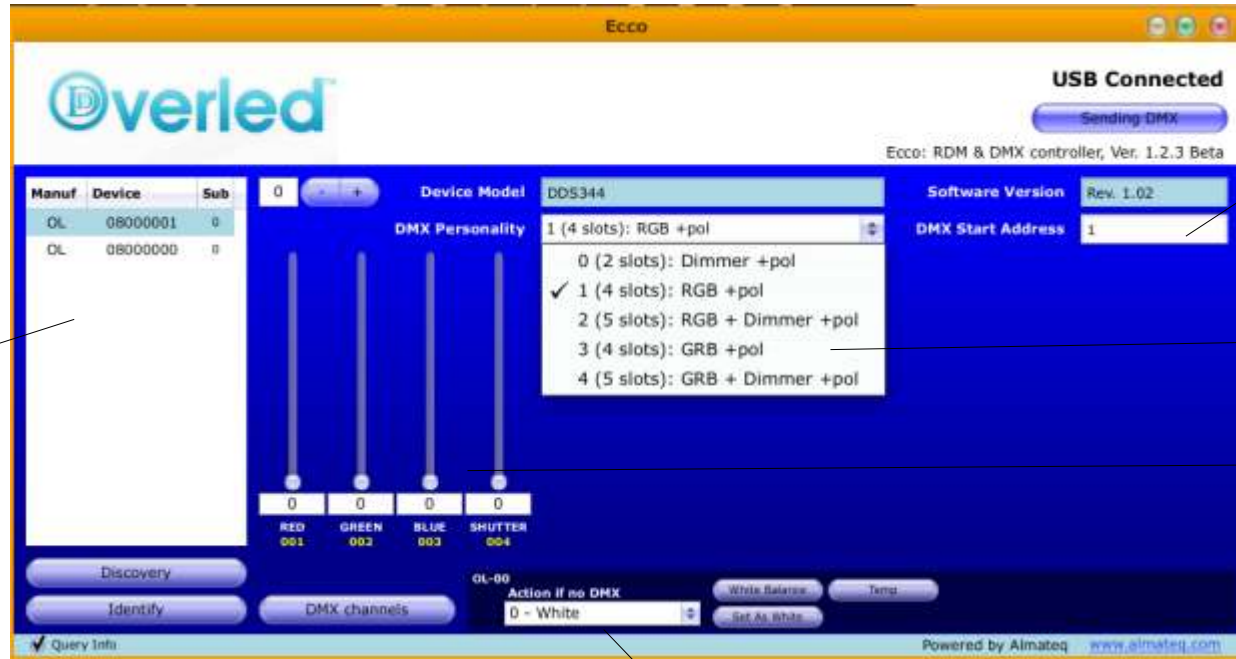 Ecco
Overled™
USB Connected
Sending DMX
Ecco: RDM & DMX controller, Ver. 1.2.3 Beta
Manuf Device Sub
OL 08000001 0
OL 08000000 0
0 - +
Device Model DDS344
Software Version Rev. 1.02
DMX Personality 1 (4 slots): RGB +pol
DMX Start Address 1
0 (2 slots): Dimmer +pol
✓ 1 (4 slots): RGB +pol
2 (5 slots): RGB + Dimmer +pol
3 (4 slots): GRB +pol
4 (5 slots): GRB + Dimmer +pol
0 0 0 0
RED GREEN BLUE SHUTTER
001 002 003 004
Discovery
Identify
DMX channels
OL-00
Action if no DMX
0 - White
White Balance
Temp
Set As White
Query Info
Powered by Almateq www.almateq.com